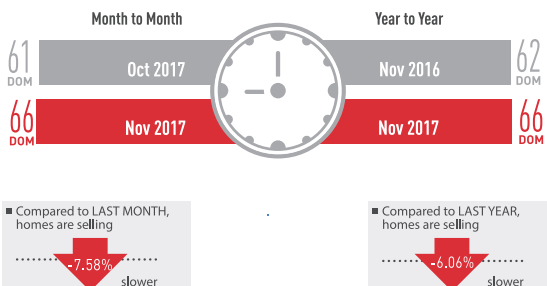 Month to Month
Year to Year
61
DOM
Oct 2017
Nov 2016
62
DOM
66
DOM
Nov 2017
Nov 2017
66
DOM
■ Compared to LAST MONTH,
homes are selling
-7.58%
slower
■ Compared to LAST YEAR,
homes are selling
-6.06%
slower